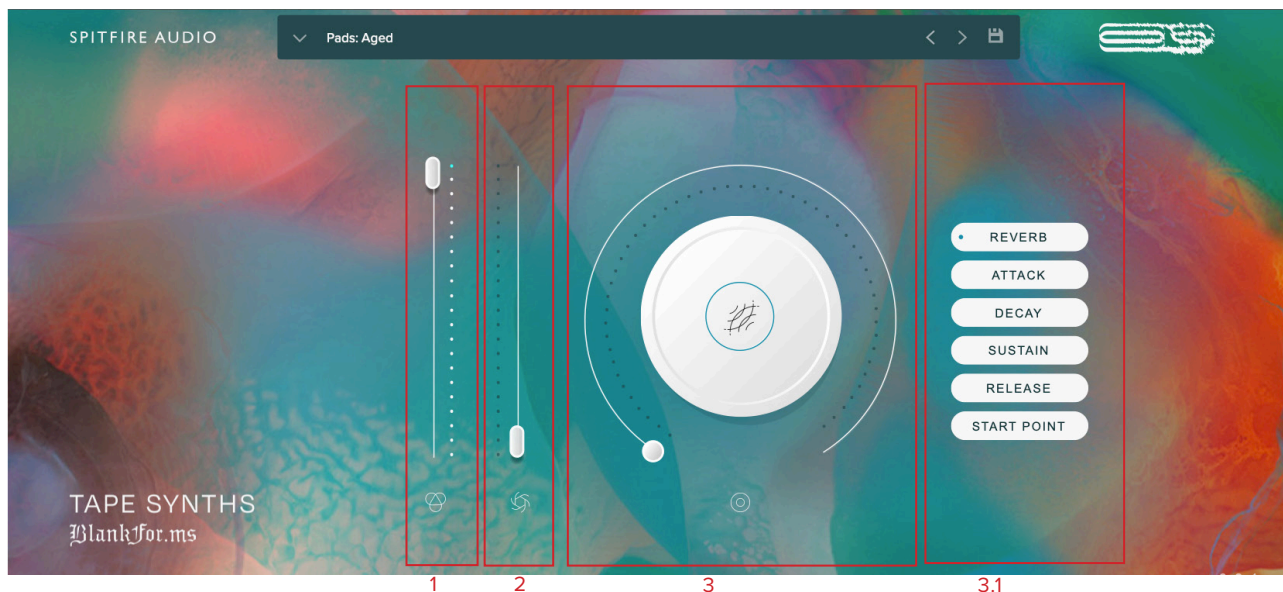 SPITFIRE AUDIO
Pads: Aged
REVERB
ATTACK
DECAY
SUSTAIN
RELEASE
START POINT
TAPE SYNTHS
BlankFor.ms
1
2
3
3.1